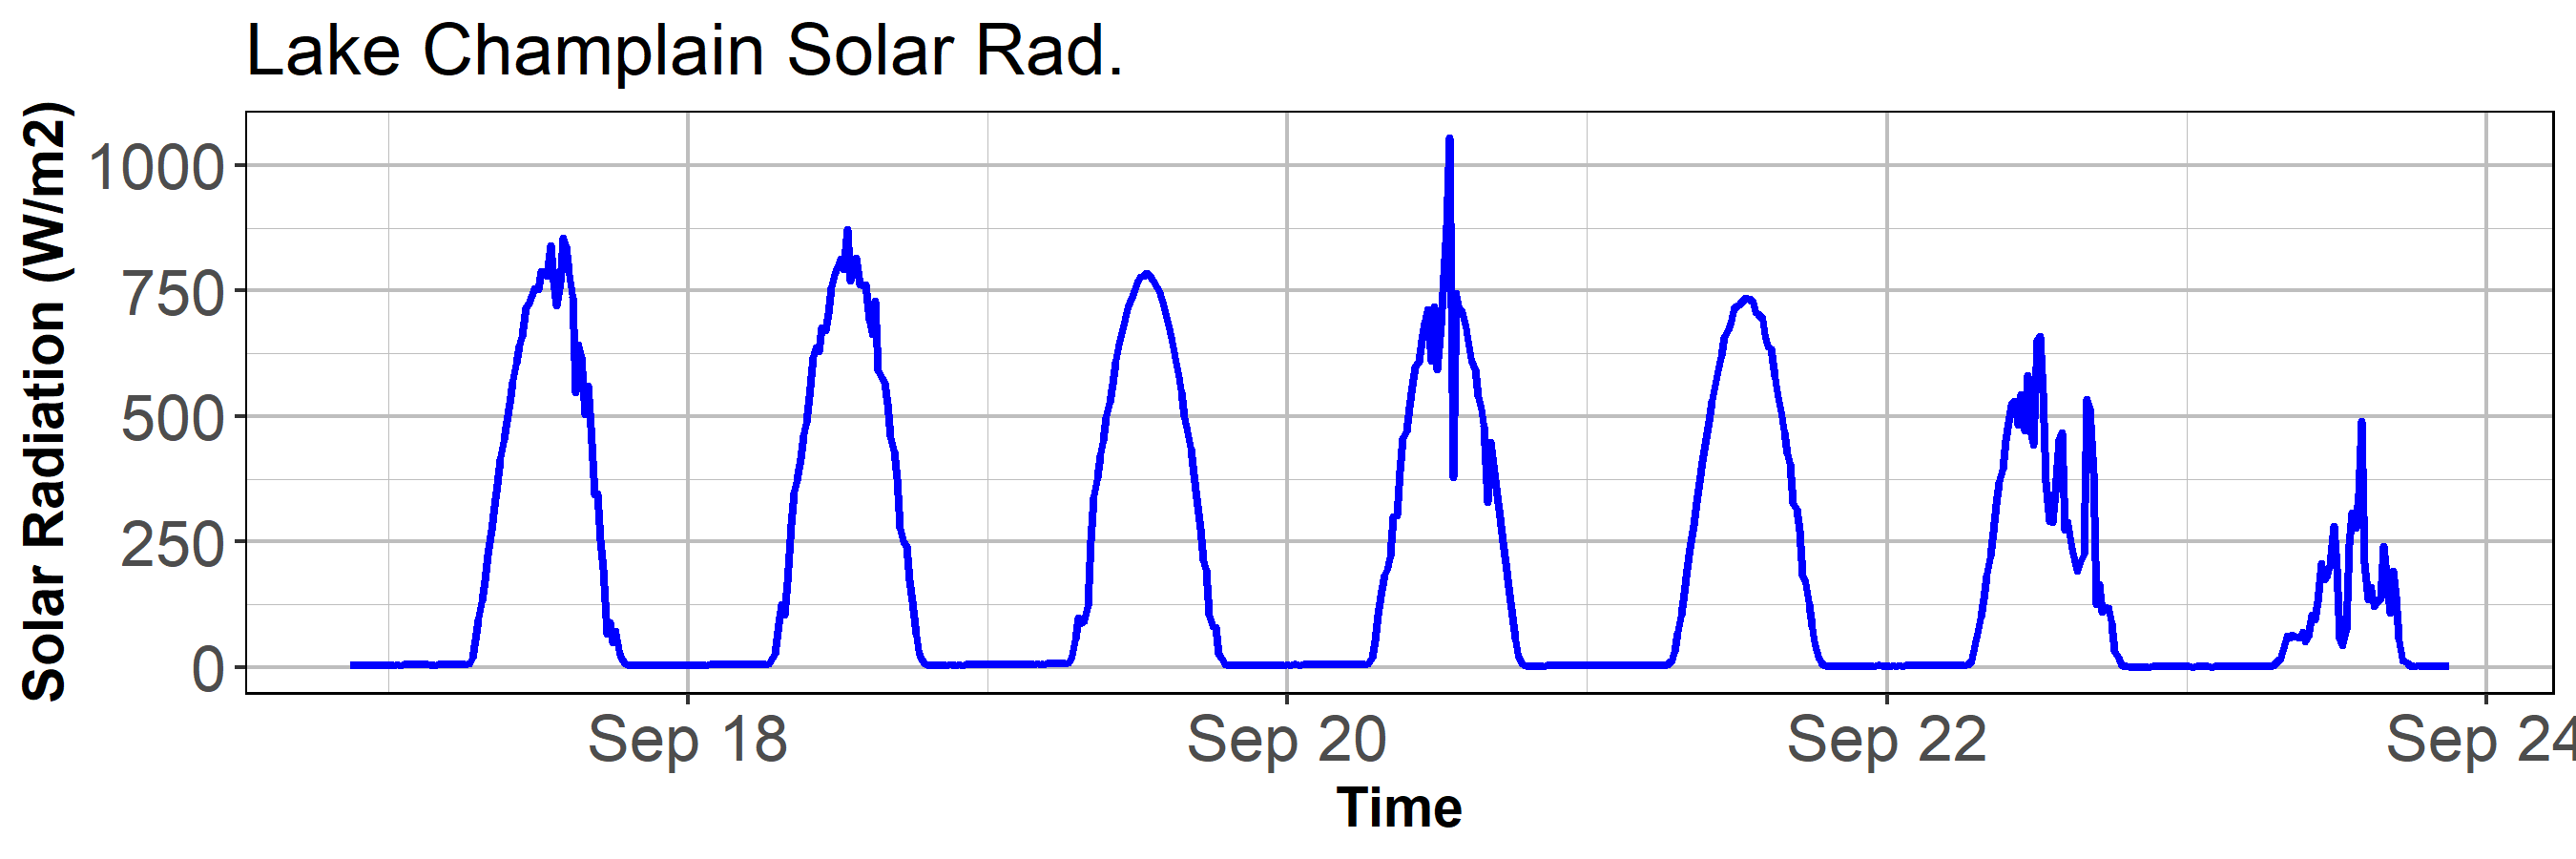 Lake Champlain Solar Rad.
Solar Radiation (W/m2)
1000
750
500
250
0
Sep 18 Sep 20 Sep 22 Sep 24
Time